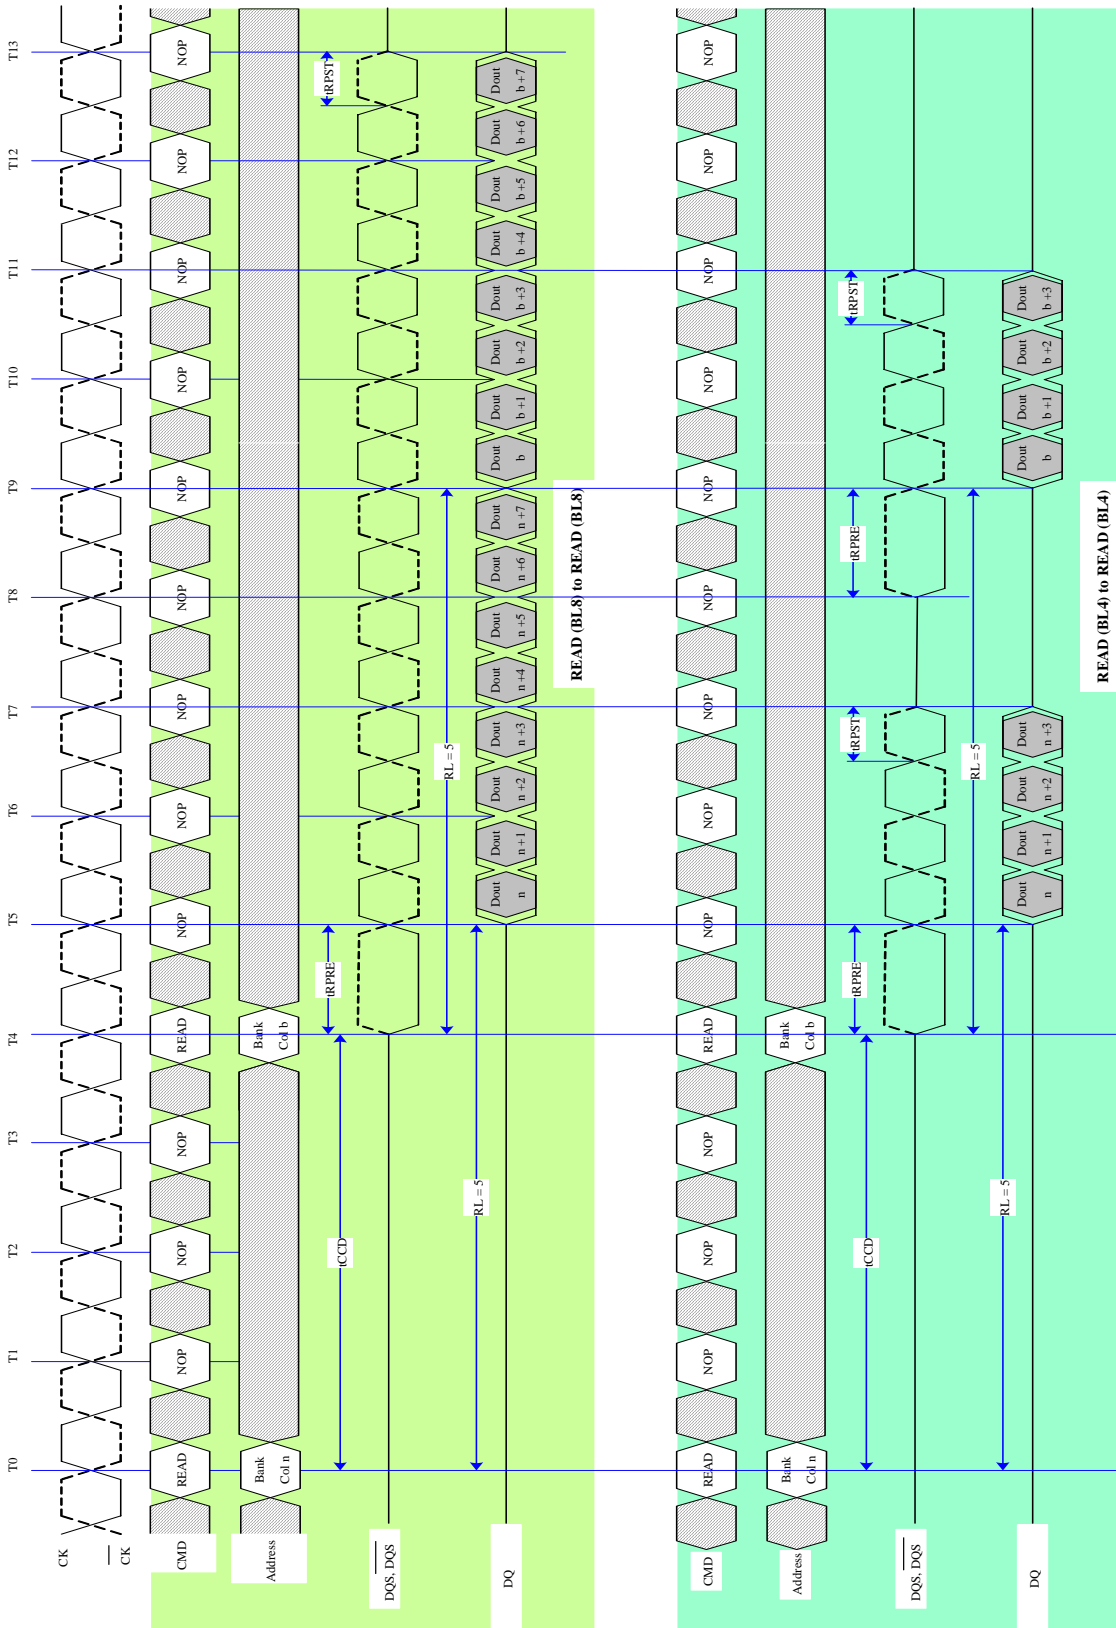 T0 T1 T2 T3 T4 T5 T6 T7 T8 T9 T10 T11 T12 T13
CK
CK
CMD READ NOP NOP NOP READ NOP NOP NOP NOP NOP NOP NOP NOP NOP
Address Bank Col n Bank Col b
tCCD tRPRE tRPST
DQS, DQS
RL = 5
RL = 5
DQ Dout n Dout n +1 Dout n +2 Dout n +3 Dout n +4 Dout n +5 Dout n +6 Dout n +7 Dout b Dout b +1 Dout b +2 Dout b +3 Dout b +4 Dout b +5 Dout b +6 Dout b +7
READ (BL8) to READ (BL8)
CMD READ NOP NOP NOP READ NOP NOP NOP NOP NOP NOP NOP NOP NOP
Address Bank Col n Bank Col b
tCCD tRPRE tRPST tRPRE tRPST
DQS, DQS
RL = 5
RL = 5
DQ Dout n Dout n +1 Dout n +2 Dout n +3 Dout b Dout b +1 Dout b +2 Dout b +3
READ (BL4) to READ (BL4)